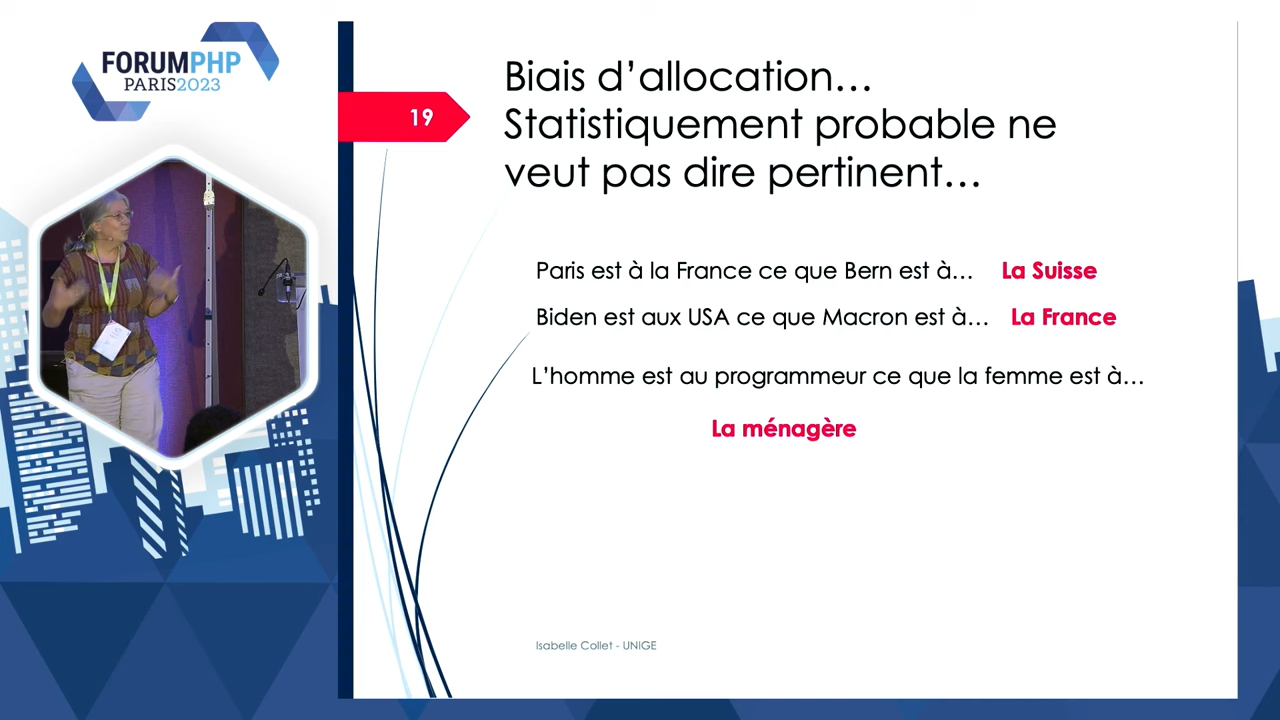 FORUMPHP
PARIS2023
19
Biais d’allocation…
Statistiquement probable ne
veut pas dire pertinent…
Paris est à la France ce que Bern est à… La Suisse
Biden est aux USA ce que Macron est à… La France
L’homme est au programmeur ce que la femme est à…
La ménagère
Isabelle Collet - UNIGE